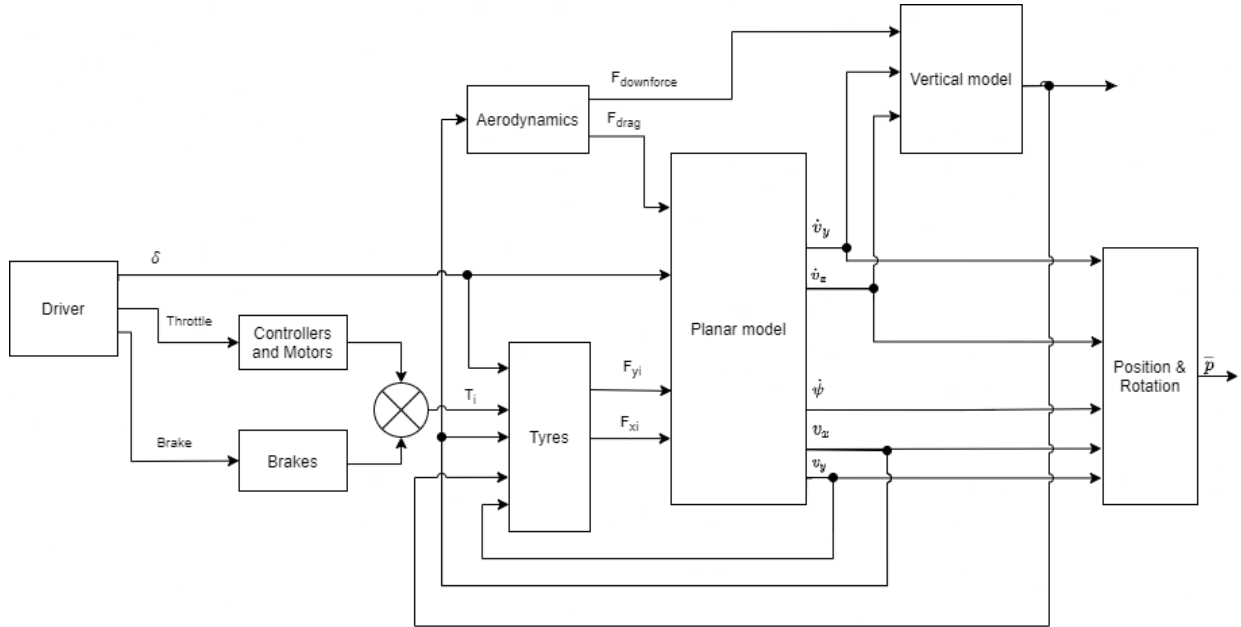 F_downforce
Vertical model
Aerodynamics
F_drag
v̇_y
δ
v̇_x
Driver
Throttle
Controllers
and Motors
Planar model
Position &
Rotation
p̅
F_yi
ψ̇
T_i
F_xi
v_x
Tyres
Brake
Brakes
v_y